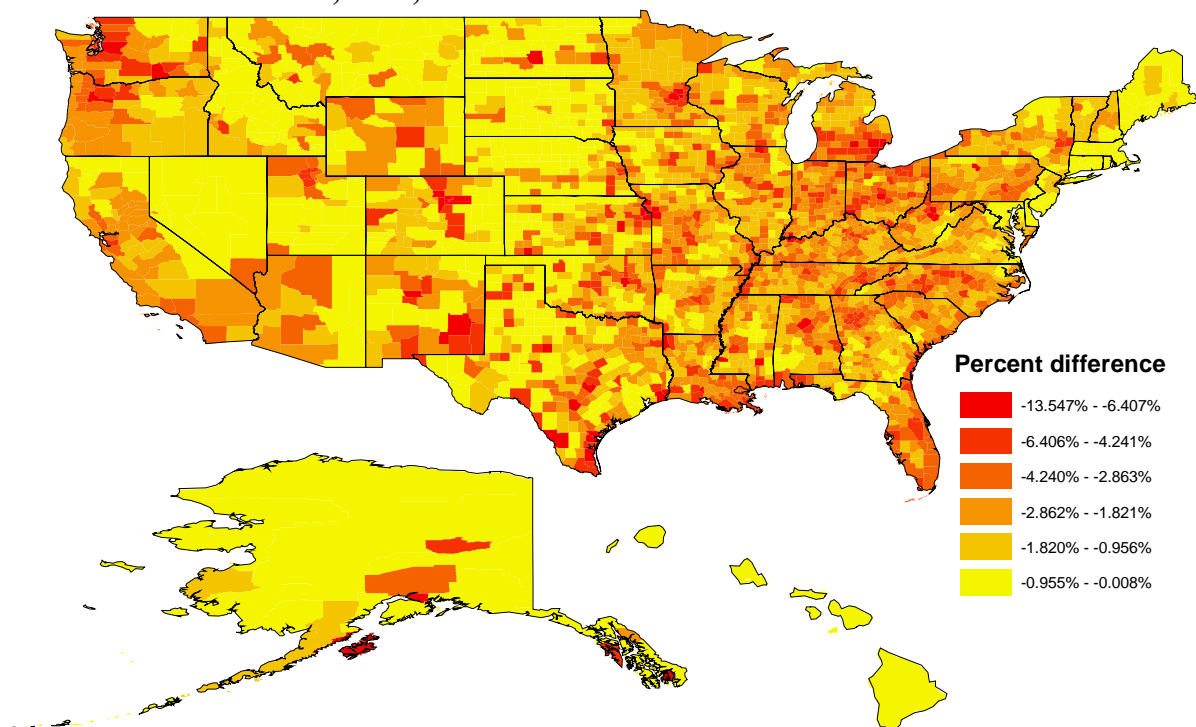 Percent difference
-13.547% - -6.407%
-6.406% - -4.241%
-4.240% - -2.863%
-2.862% - -1.821%
-1.820% - -0.956%
-0.955% - -0.008%